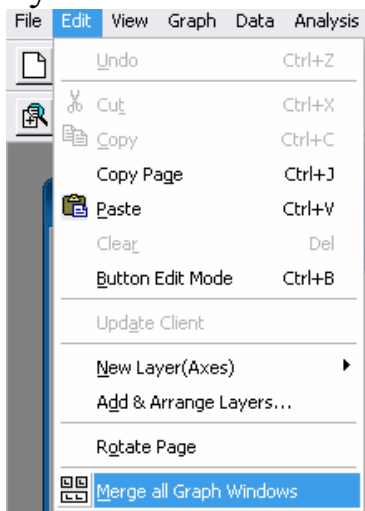 File Edit View Graph Data Analysis
Undo Ctrl+Z
Cut Ctrl+X
Copy Ctrl+C
Copy Page Ctrl+J
Paste Ctrl+V
Clear Del
Button Edit Mode Ctrl+B
Update Client
New Layer(Axes)
Add & Arrange Layers...
Rotate Page
Merge all Graph Windows